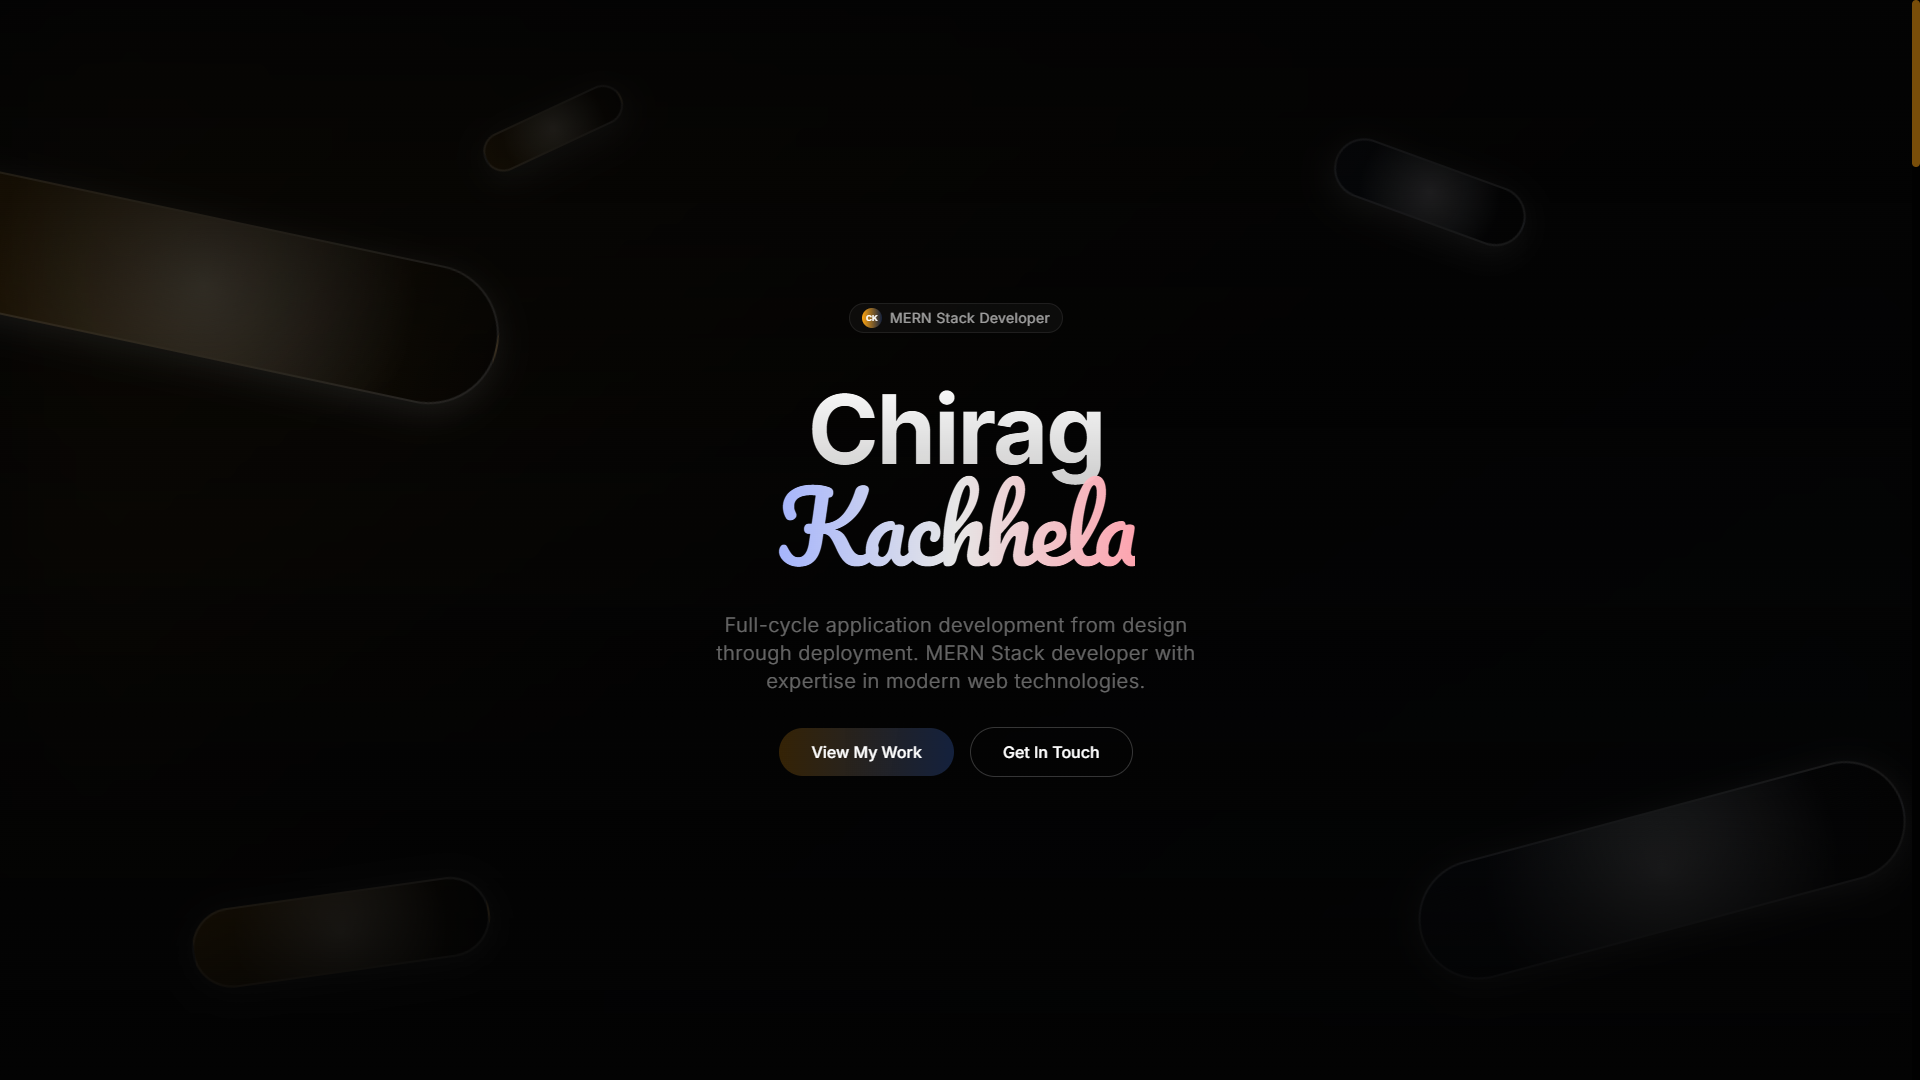 CK MERN Stack Developer
Chirag
Kachhela
Full-cycle application development from design
through deployment. MERN Stack developer with
expertise in modern web technologies.
View My Work
Get In Touch